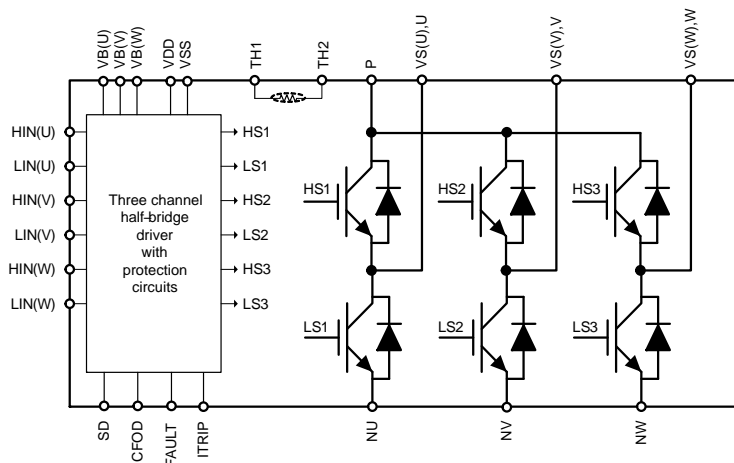 VB(U)
VB(V)
VB(W)
VDD
VSS
TH1
TH2
P
VS(U),U
VS(V),V
VS(W),W
HIN(U)
LIN(U)
HIN(V)
LIN(V)
HIN(W)
LIN(W)
Three channel
half-bridge
driver
with
protection
circuits
HS1
LS1
HS2
LS2
HS3
LS3
HS1
HS2
HS3
LS1
LS2
LS3
SD
CFOD
FAULT
ITRIP
NU
NV
NW